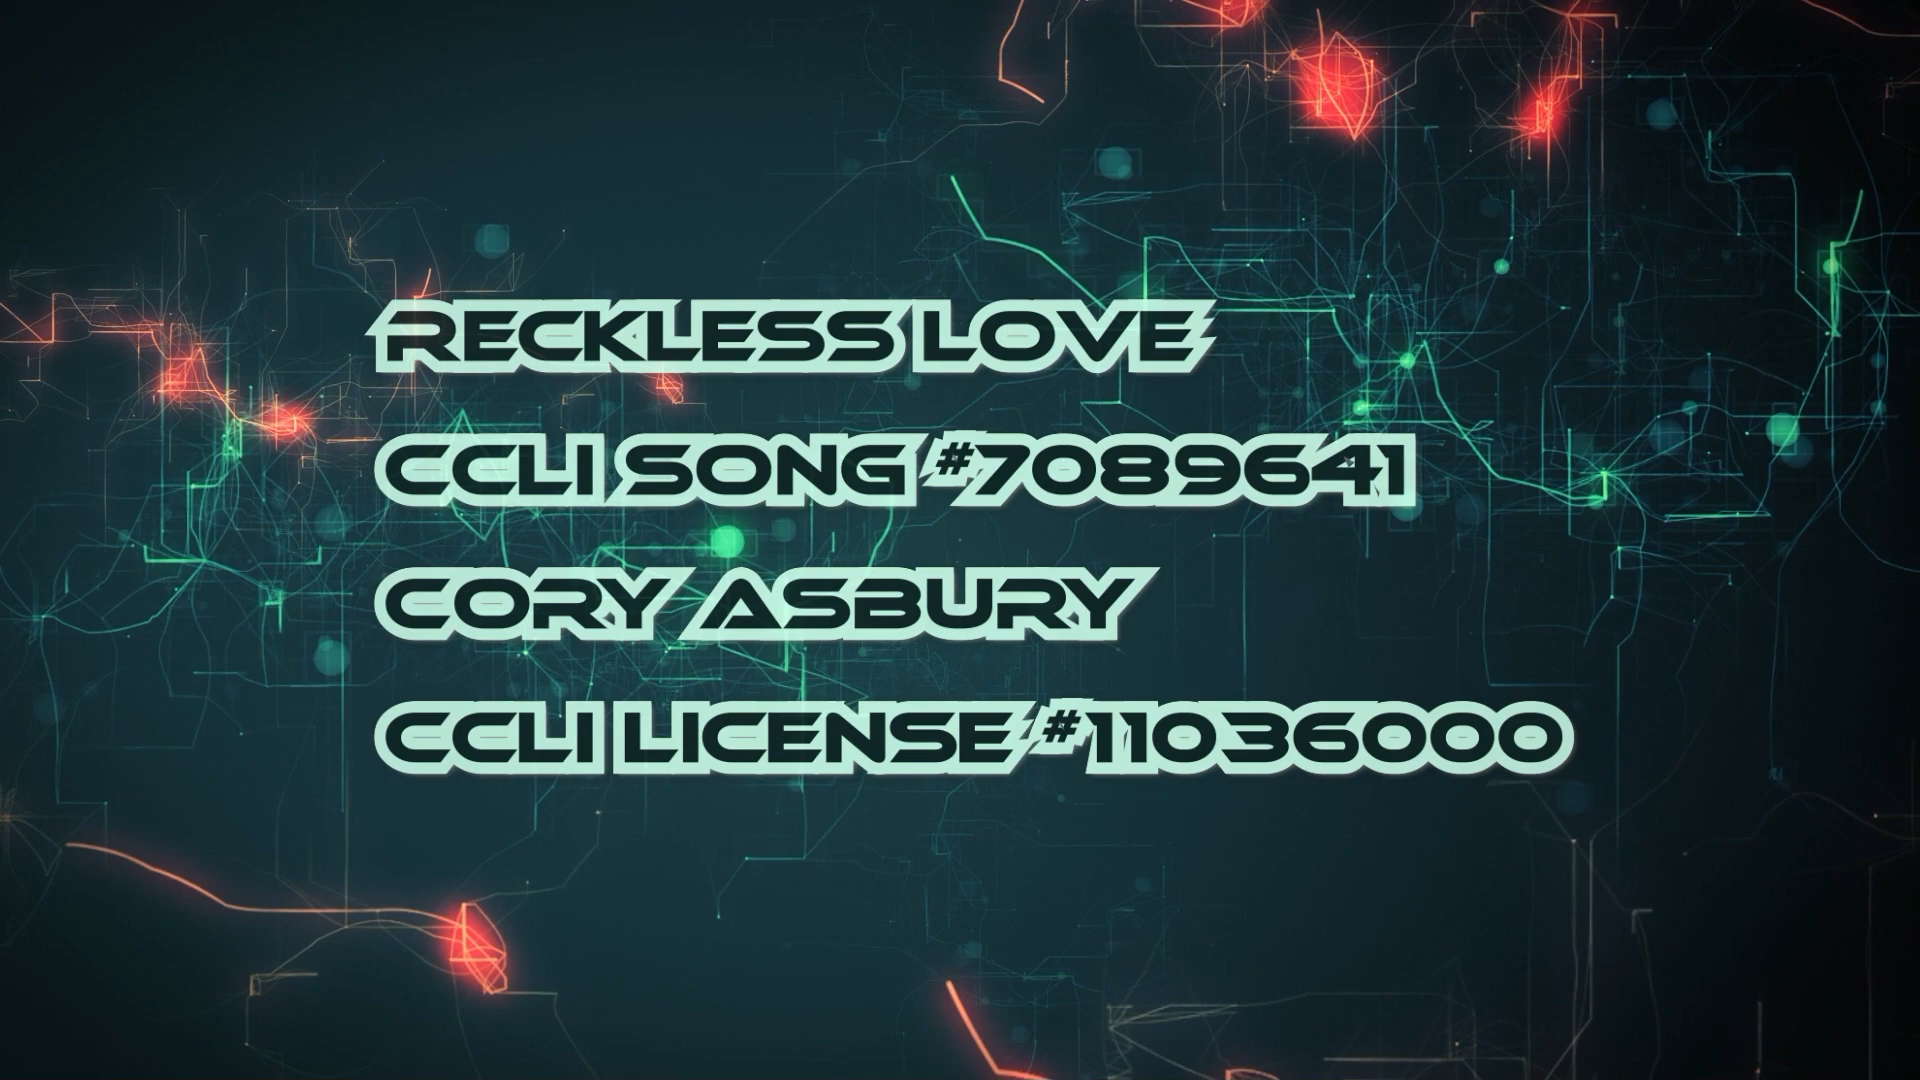 RECKLESS LOVE
CCLI SONG #7089641
CORY ASBURY
CCLI LICENSE #11036000